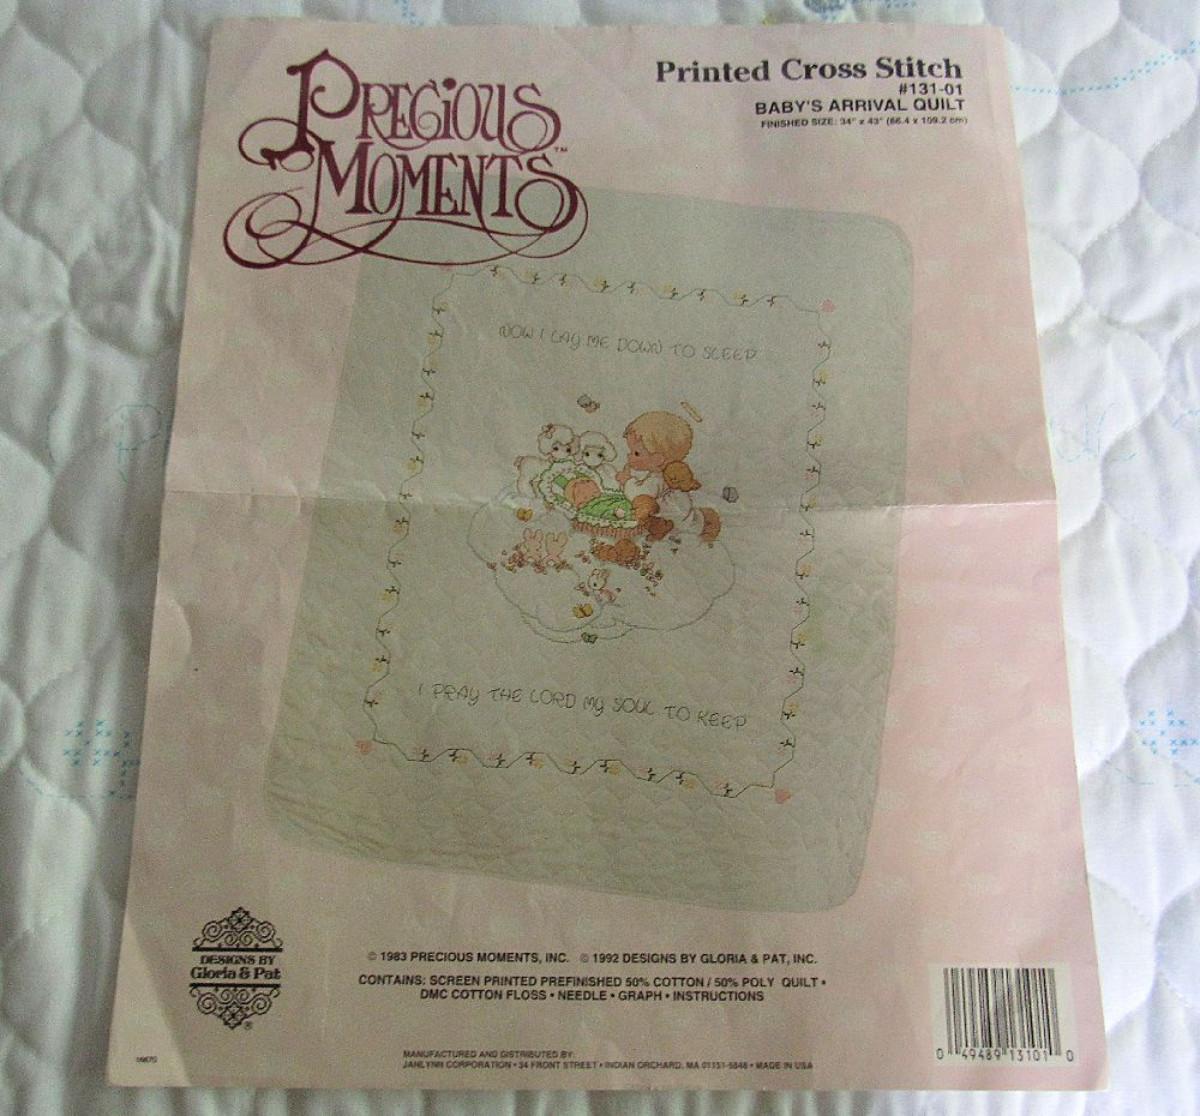 PRECIOUS
MOMENTS™
Printed Cross Stitch
#131-01
BABY'S ARRIVAL QUILT
FINISHED SIZE: 34" x 43" (86.4 x 109.2 cm)
NOW I LAY ME DOWN TO SLEEP
I PRAY THE LORD MY SOUL TO KEEP
DESIGNS BY
Gloria & Pat
®
© 1983 PRECIOUS MOMENTS, INC. © 1992 DESIGNS BY GLORIA & PAT, INC.
CONTAINS: SCREEN PRINTED PREFINISHED 50% COTTON / 50% POLY QUILT •
DMC COTTON FLOSS • NEEDLE • GRAPH • INSTRUCTIONS
MANUFACTURED AND DISTRIBUTED BY:
JANLYNN CORPORATION • 34 FRONT STREET • INDIAN ORCHARD, MA 01151-5848 • MADE IN USA
0 49489 13101 0